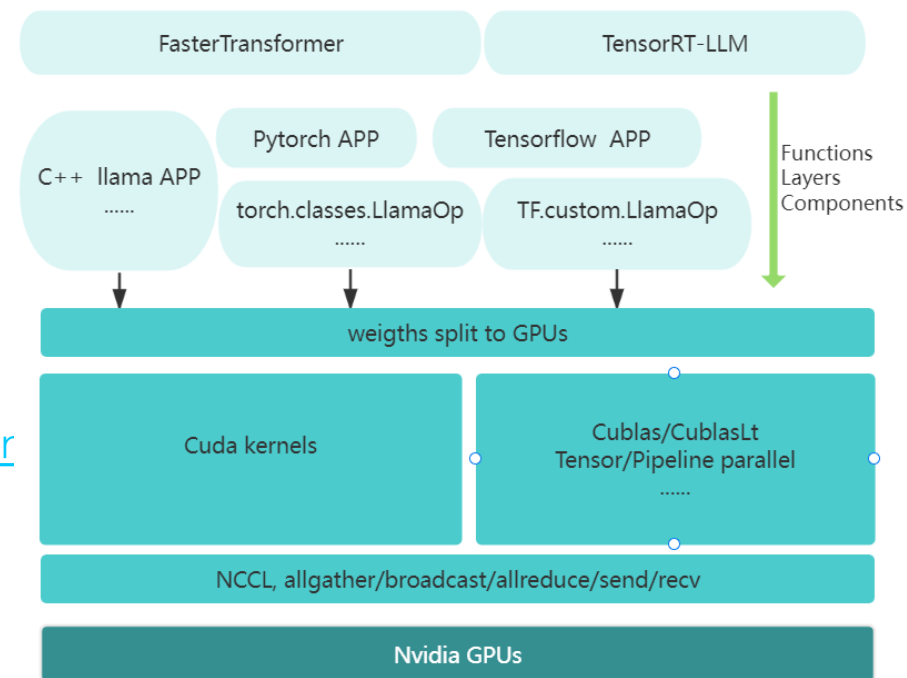 FasterTransformer
TensorRT-LLM
Pytorch APP
Tensorflow APP
C++ llama APP
......
torch.classes.LlamaOp
......
TF.custom.LlamaOp
......
Functions
Layers
Components
weigths split to GPUs
r
Cuda kernels
Cublas/CublasLt
Tensor/Pipeline parallel
......
NCCL, allgather/broadcast/allreduce/send/recv
Nvidia GPUs